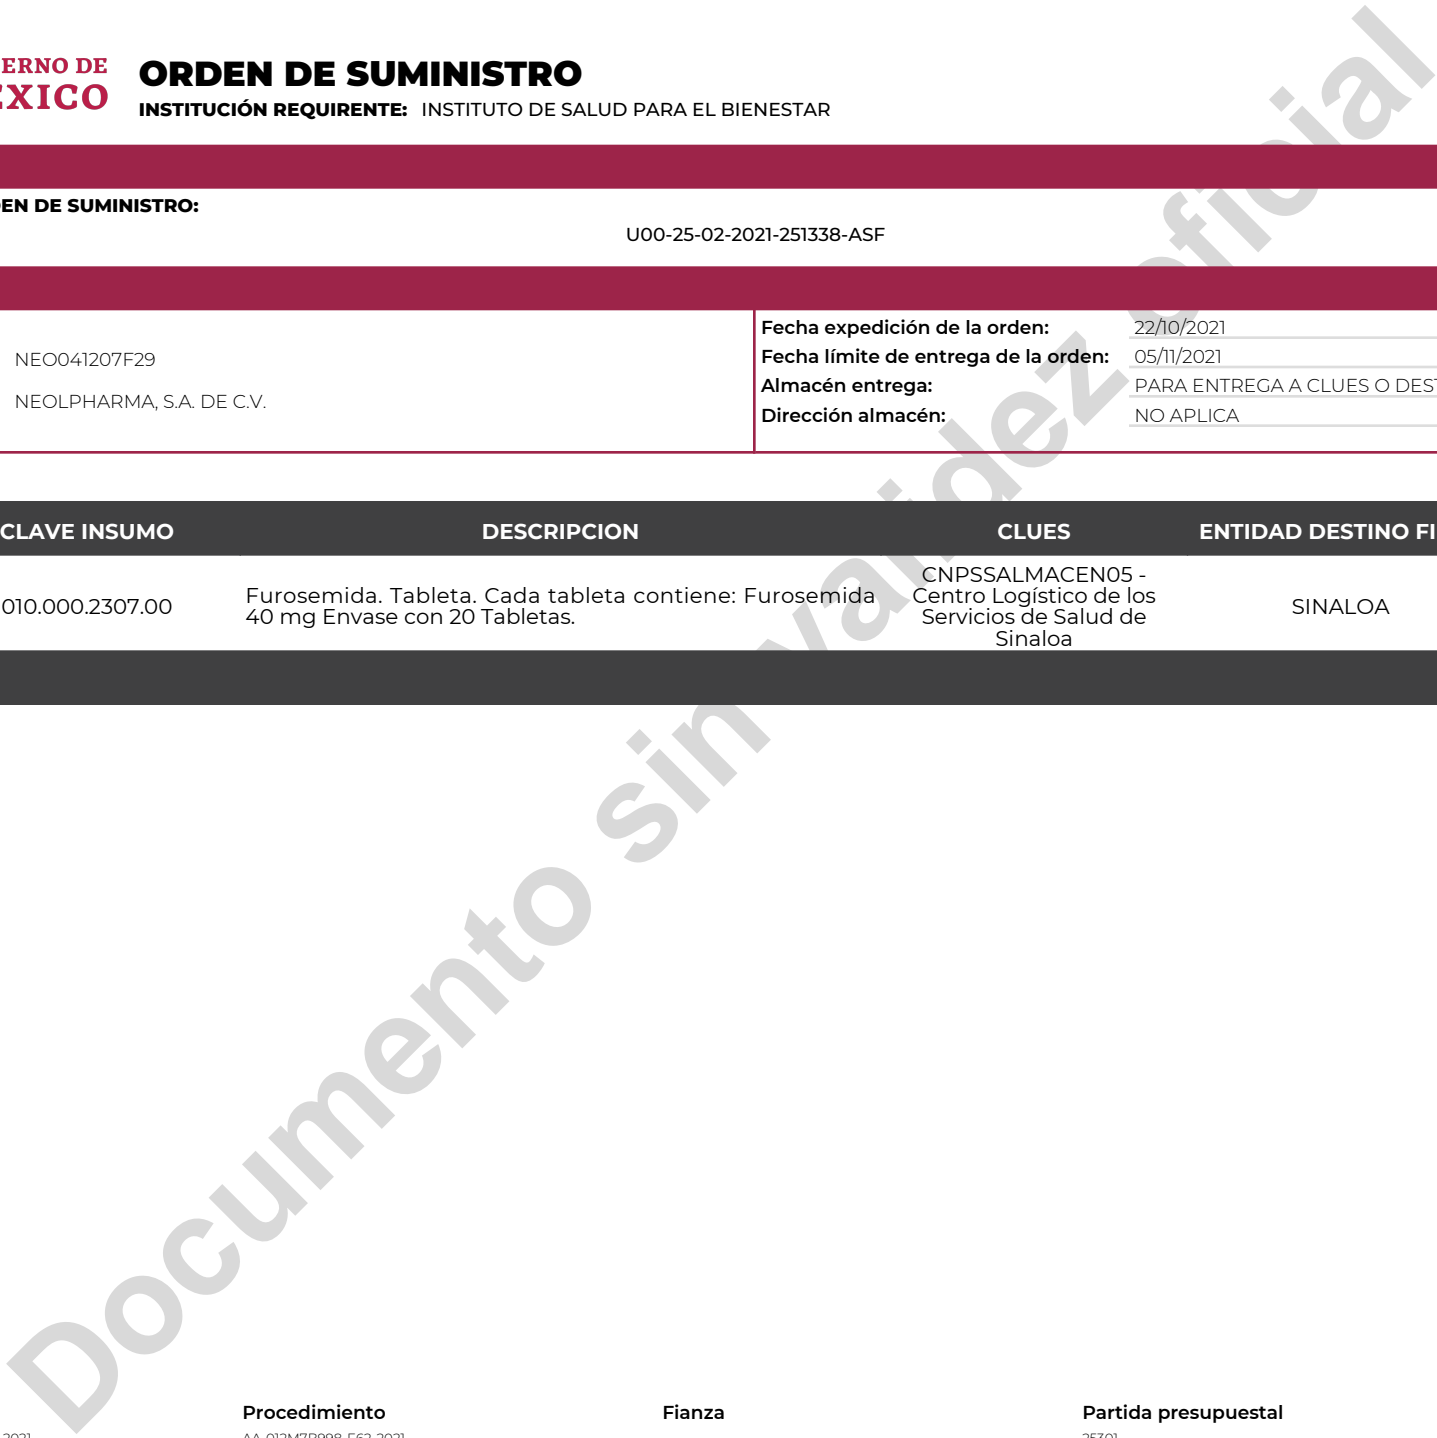 ERNO DE
EXICO
ORDEN DE SUMINISTRO
INSTITUCIÓN REQUIRENTE: INSTITUTO DE SALUD PARA EL BIENESTAR
EN DE SUMINISTRO:
U00-25-02-2021-251338-ASF
NEO041207F29
NEOLPHARMA, S.A. DE C.V.
Fecha expedición de la orden: 22/10/2021
Fecha límite de entrega de la orden: 05/11/2021
Almacén entrega: PARA ENTREGA A CLUES O DEST
Dirección almacén: NO APLICA
CLAVE INSUMO DESCRIPCION CLUES ENTIDAD DESTINO FI
010.000.2307.00
Furosemida. Tableta. Cada tableta contiene: Furosemida
40 mg Envase con 20 Tabletas.
CNPSSALMACEN05 -
Centro Logístico de los
Servicios de Salud de
Sinaloa
SINALOA
Documento sin validez oficial
Procedimiento Fianza Partida presupuestal